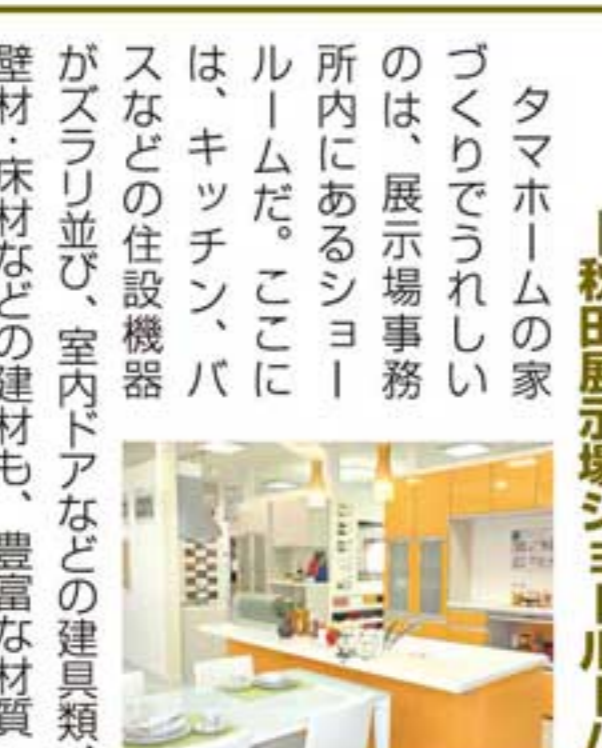 秋田展示場ショールーム
タマホームの家
づくりでうれしい
のは、展示場事務
所内にあるショー
ルームだ。ここに
は、キッチン、バ
スなどの住設機器
がズラリ並び、室内ドアなどの建具類、
壁材・床材などの建材も、豊富な材質